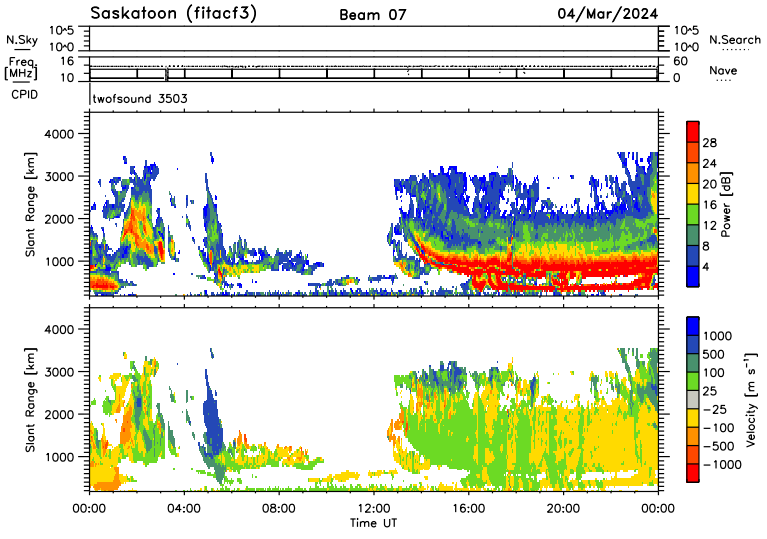 Saskatoon (fitacf3) Beam 07 04/Mar/2024
N.Sky 10^5 10^0 10^5 10^0 N.Search
Freq. [MHz] 16 10 60 0 Nave
CPID twofsound 3503
Slant Range [km] 4000 3000 2000 1000
Power [dB] 28 24 20 16 12 8 4
Slant Range [km] 4000 3000 2000 1000
Velocity [m s⁻¹] 1000 500 100 25 −25 −100 −500 −1000
00:00 04:00 08:00 12:00 16:00 20:00 00:00
Time UT